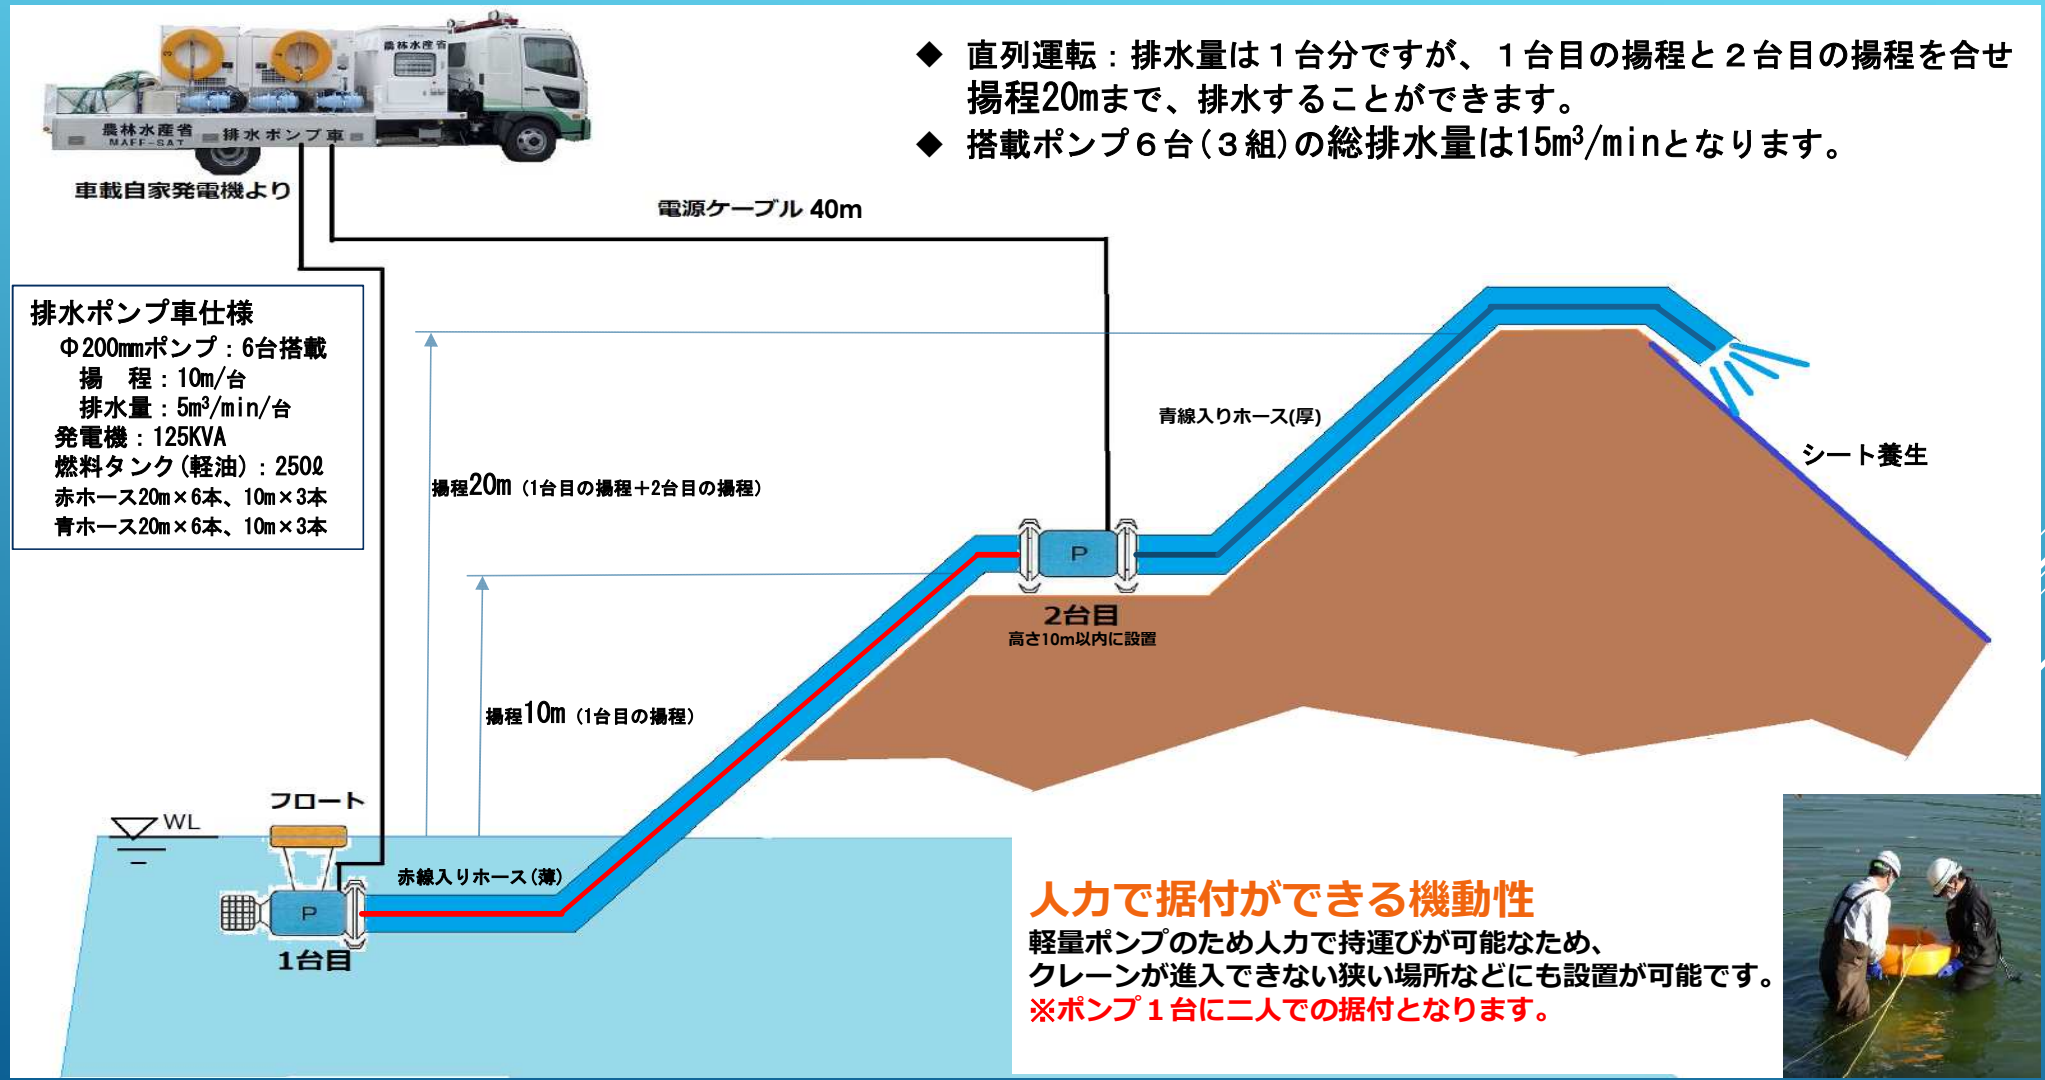 ◆ 直列運転：排水量は１台分ですが、１台目の揚程と２台目の揚程を合せ
揚程20mまで、排水することができます。
◆ 搭載ポンプ６台(３組)の総排水量は15m³/minとなります。
農林水産省
農林水産省
MAFF-SAT
排水ポンプ車
車載自家発電機より
電源ケーブル 40m
排水ポンプ車仕様
Φ200㎜ポンプ：6台搭載
揚　程：10m/台
排水量：5m³/min/台
発電機：125KVA
燃料タンク(軽油)：250ℓ
赤ホース20m×6本、10m×3本
青ホース20m×6本、10m×3本
青線入りホース(厚)
シート養生
揚程20m（1台目の揚程＋2台目の揚程）
P
2台目
高さ10m以内に設置
揚程10m（1台目の揚程）
フロート
WL
赤線入りホース(薄)
P
1台目
人力で据付ができる機動性
軽量ポンプのため人力で持運びが可能なため、
クレーンが進入できない狭い場所などにも設置が可能です。
※ポンプ１台に二人での据付となります。